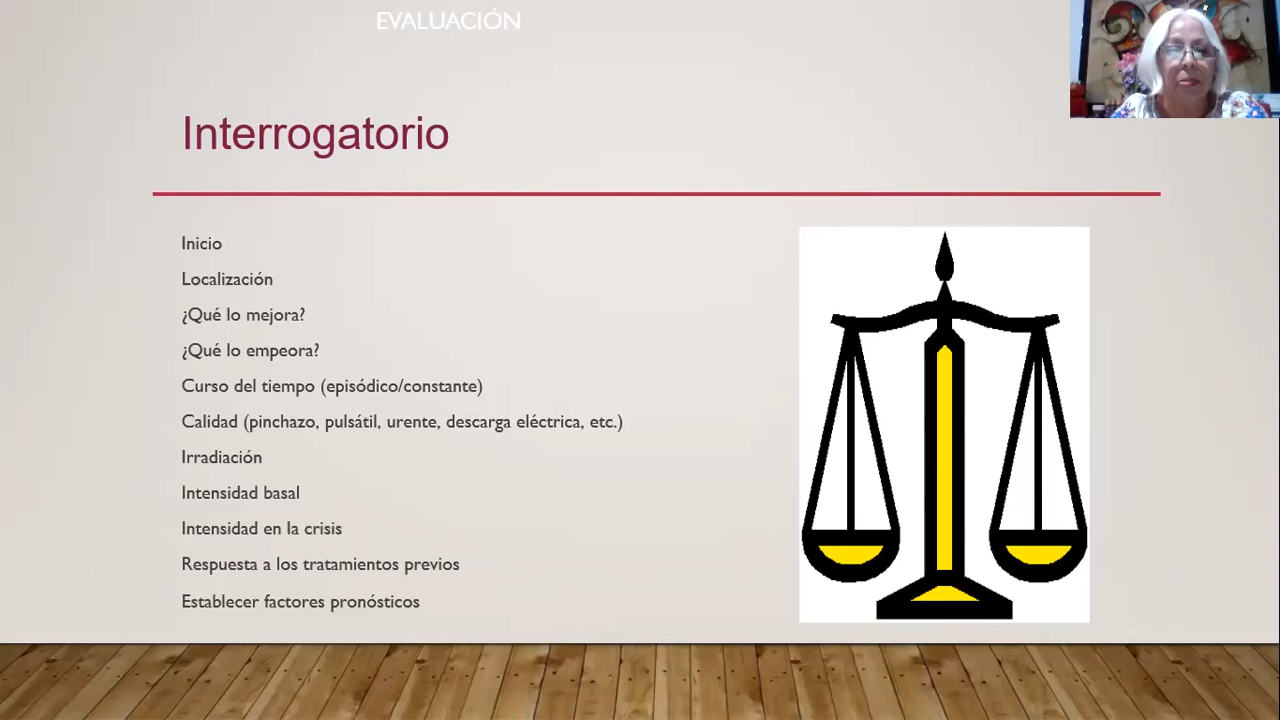 EVALUACIÓN
Interrogatorio
Inicio
Localización
¿Qué lo mejora?
¿Qué lo empeora?
Curso del tiempo (episódico/constante)
Calidad (pinchazo, pulsátil, urente, descarga eléctrica, etc.)
Irradiación
Intensidad basal
Intensidad en la crisis
Respuesta a los tratamientos previos
Establecer factores pronósticos